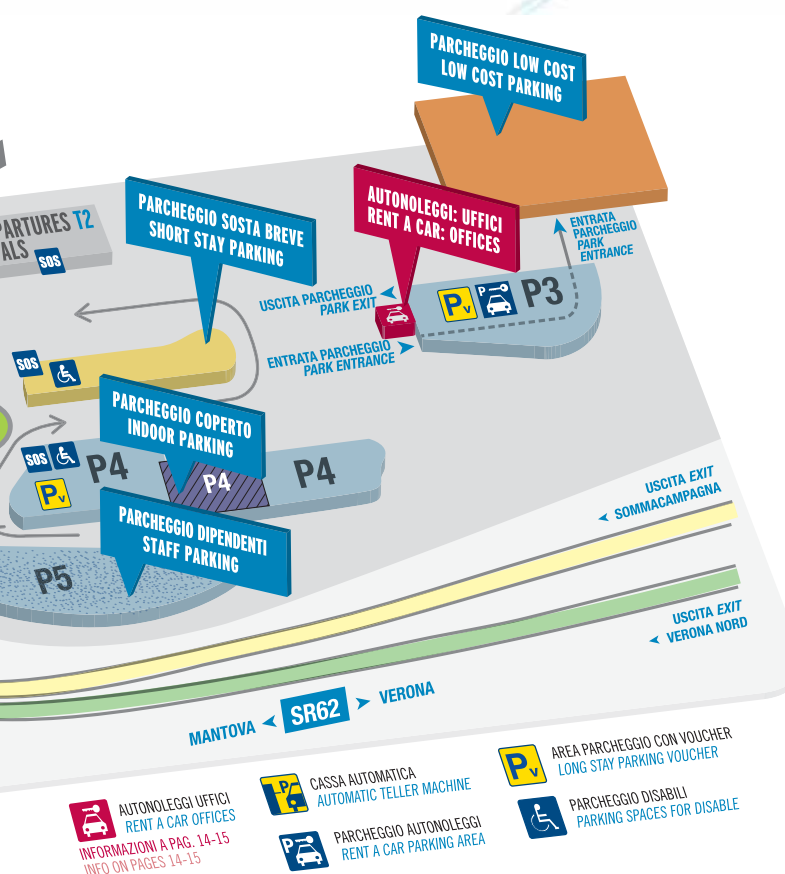 PARCHEGGIO LOW COST
LOW COST PARKING
AUTONOLEGGI: UFFICI
RENT A CAR: OFFICES
PARCHEGGIO SOSTA BREVE
SHORT STAY PARKING
PARTURES T2
ALS
SOS
ENTRATA
PARCHEGGIO
PARK
ENTRANCE
USCITA PARCHEGGIO
PARK EXIT
Pv
P
P3
ENTRATA PARCHEGGIO
PARK ENTRANCE
SOS
PARCHEGGIO COPERTO
INDOOR PARKING
SOS
P4
P4
P4
Pv
PARCHEGGIO DIPENDENTI
STAFF PARKING
P5
USCITA EXIT
SOMMACAMPAGNA
USCITA EXIT
VERONA NORD
MANTOVA
SR62
VERONA
AUTONOLEGGI UFFICI
RENT A CAR OFFICES
INFORMAZIONI A PAG. 14-15
INFO ON PAGES 14-15
P
CASSA AUTOMATICA
AUTOMATIC TELLER MACHINE
P
PARCHEGGIO AUTONOLEGGI
RENT A CAR PARKING AREA
Pv
AREA PARCHEGGIO CON VOUCHER
LONG STAY PARKING VOUCHER
PARCHEGGIO DISABILI
PARKING SPACES FOR DISABLE